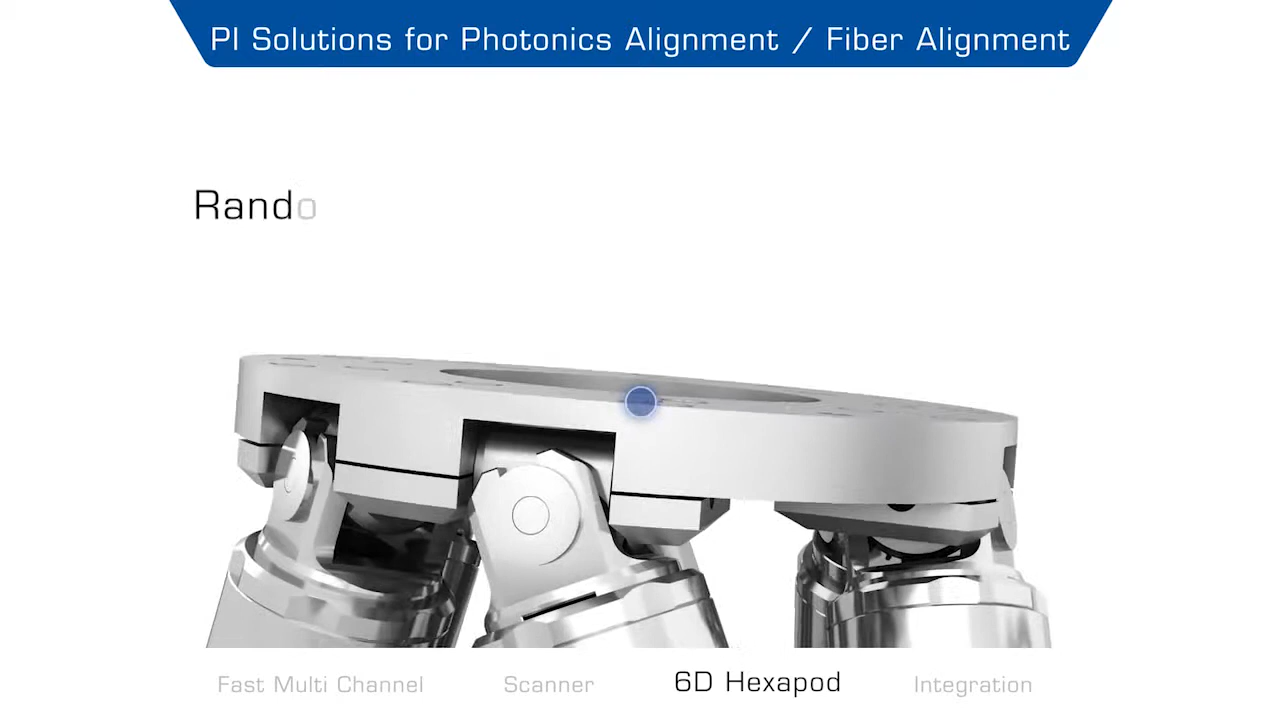 PI Solutions for Photonics Alignment / Fiber Alignment
Rando
Fast Multi Channel
Scanner
6D Hexapod
Integration